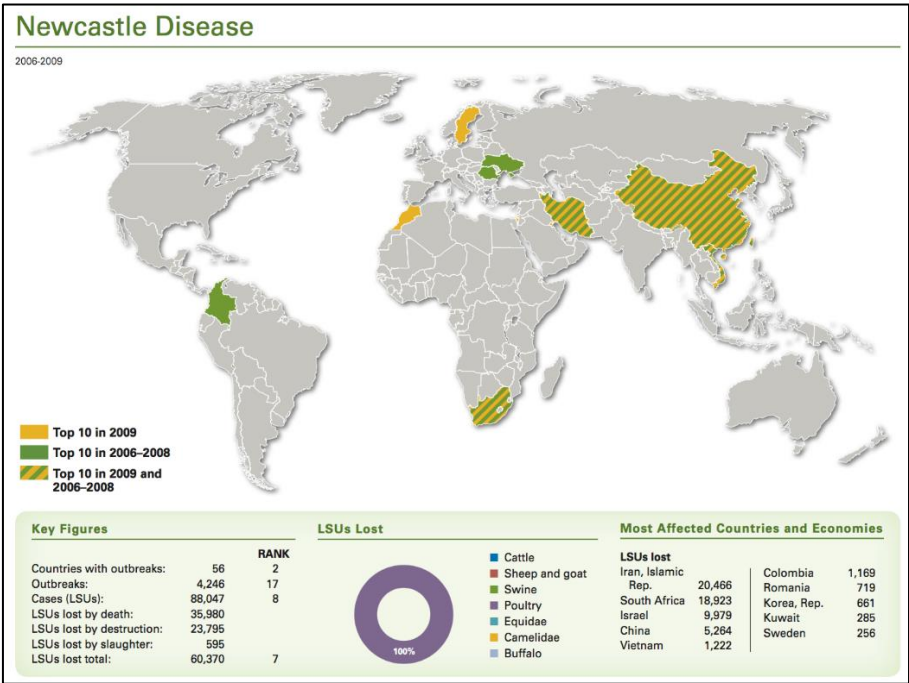 Newcastle Disease
2006-2009
Top 10 in 2009
Top 10 in 2006–2008
Top 10 in 2009 and
2006–2008
Key Figures
RANK
Countries with outbreaks: 56 2
Outbreaks: 4,246 17
Cases (LSUs): 88,047 8
LSUs lost by death: 35,980
LSUs lost by destruction: 23,795
LSUs lost by slaughter: 595
LSUs lost total: 60,370 7
LSUs Lost
100%
Cattle
Sheep and goat
Swine
Poultry
Equidae
Camelidae
Buffalo
Most Affected Countries and Economies
LSUs lost
Iran, Islamic
Rep. 20,466
South Africa 18,923
Israel 9,979
China 5,264
Vietnam 1,222
Colombia 1,169
Romania 719
Korea, Rep. 661
Kuwait 285
Sweden 256